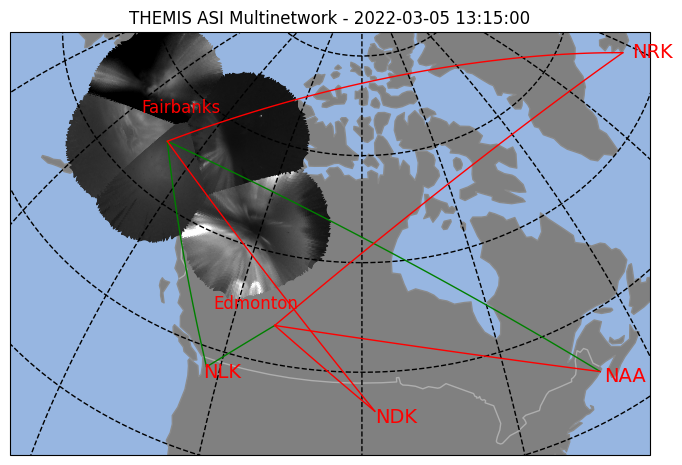 THEMIS ASI Multinetwork - 2022-03-05 13:15:00
NRK
Fairbanks
Edmonton
NLK
NAA
NDK